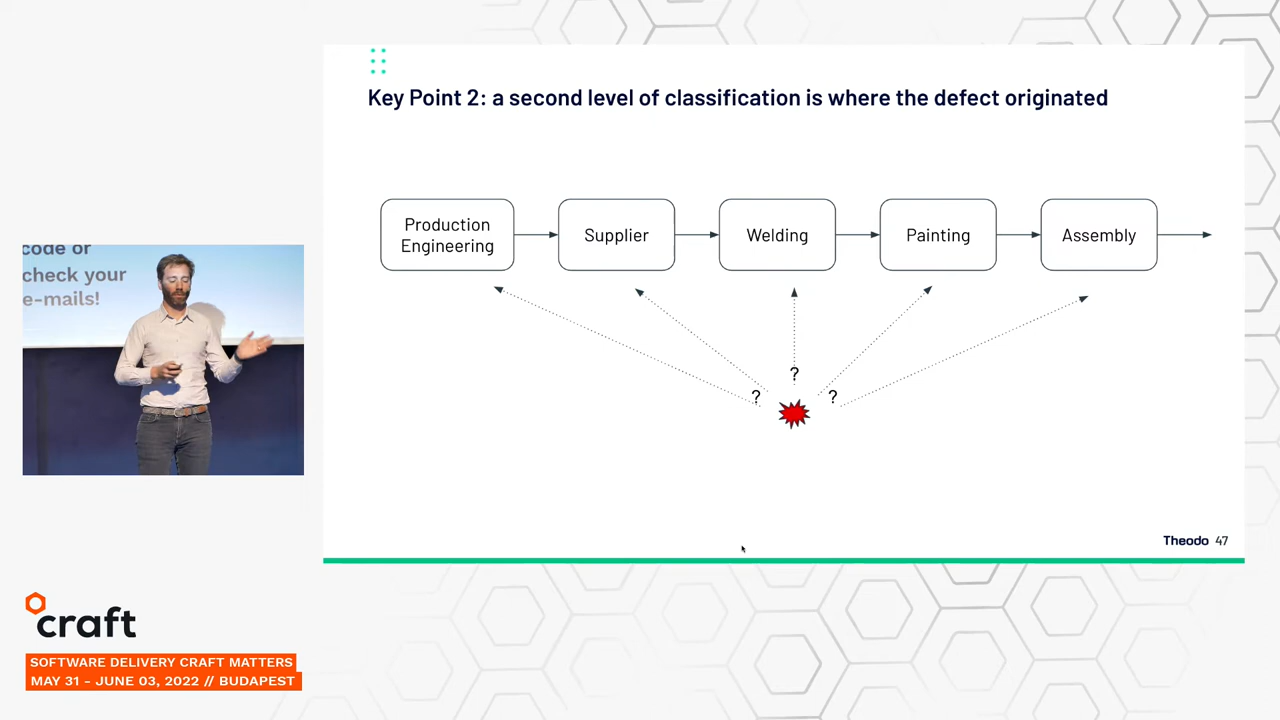 Key Point 2: a second level of classification is where the defect originated
Production
Engineering
Supplier
Welding
Painting
Assembly
?
?
?
Theodo 47
code or
check your
e-mails!
craft
SOFTWARE DELIVERY CRAFT MATTERS
MAY 31 - JUNE 03, 2022 // BUDAPEST